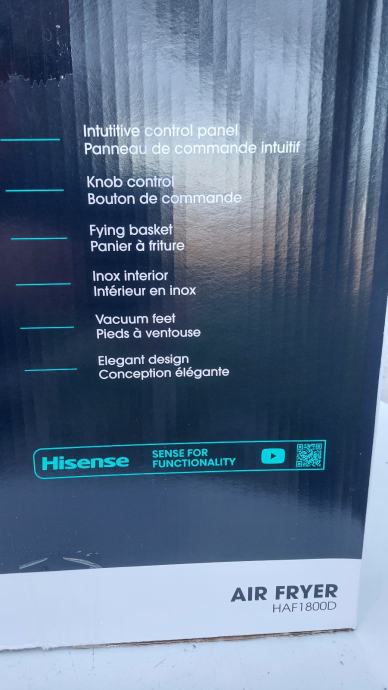 Intutitive control panel
Panneau de commande intuitif
Knob control
Bouton de commande
Fying basket
Panier à friture
Inox interior
Intérieur en inox
Vacuum feet
Pieds à ventouse
Elegant design
Conception élégante
Hisense
SENSE FOR
FUNCTIONALITY
AIR FRYER
HAF1800D